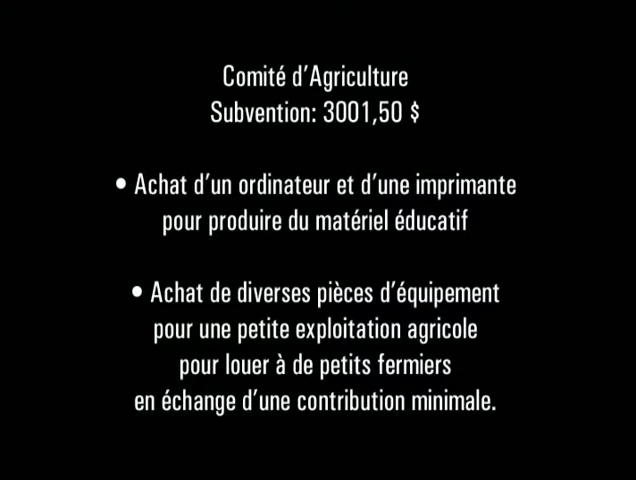 Comité d'Agriculture
Subvention: 3001,50 $
• Achat d'un ordinateur et d'une imprimante
pour produire du matériel éducatif
• Achat de diverses pièces d'équipement
pour une petite exploitation agricole
pour louer à de petits fermiers
en échange d'une contribution minimale.